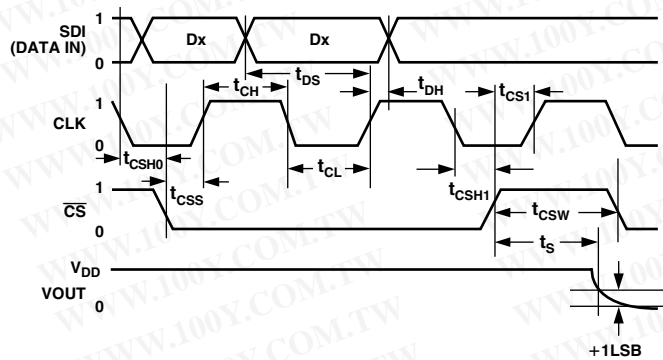 SDI
(DATA IN)
1
0
Dx
Dx
tDS
tCH
tDH
tCS1
CLK
1
0
tCSH0
tCSS
tCL
tCSH1
CS
1
0
tCSW
tS
VDD
VOUT
0
+1LSB
WWW.100Y.COM.TW